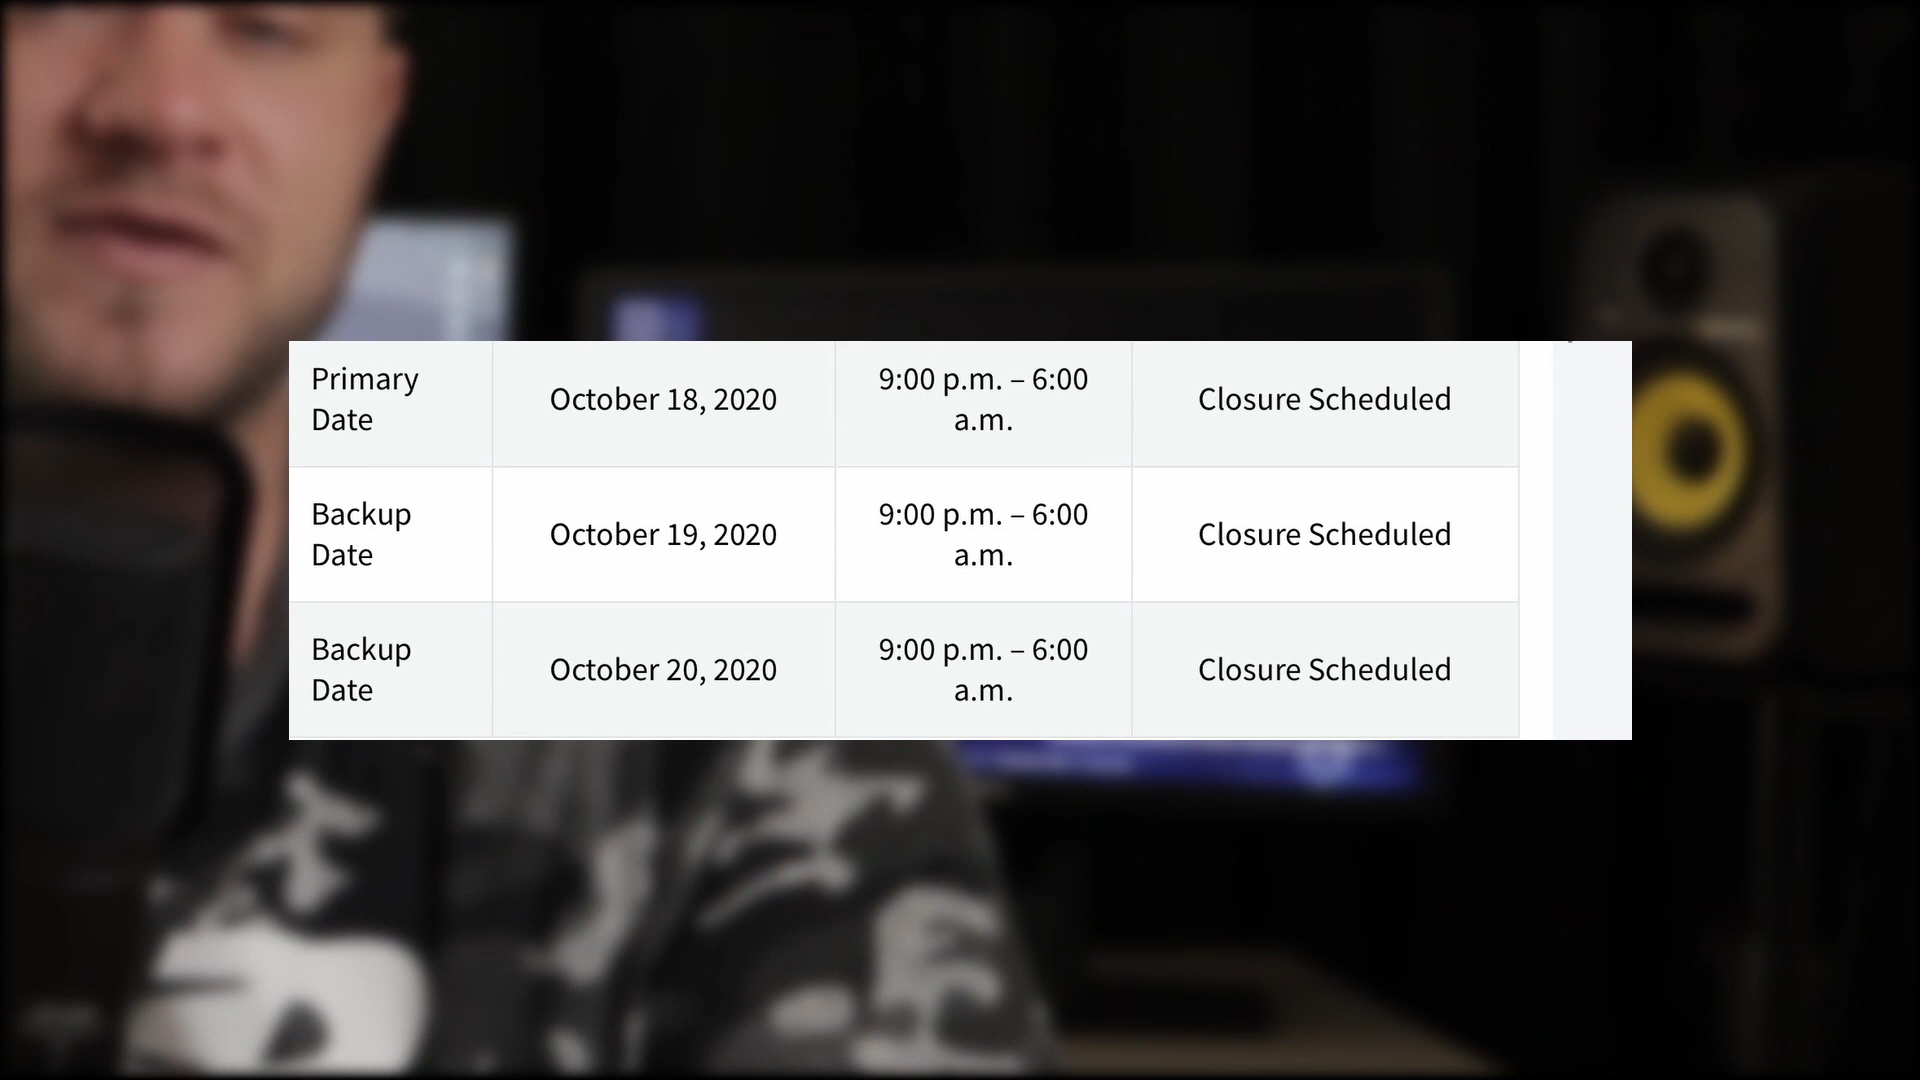 Primary
Date
October 18, 2020
9:00 p.m. – 6:00
a.m.
Closure Scheduled
Backup
Date
October 19, 2020
9:00 p.m. – 6:00
a.m.
Closure Scheduled
Backup
Date
October 20, 2020
9:00 p.m. – 6:00
a.m.
Closure Scheduled